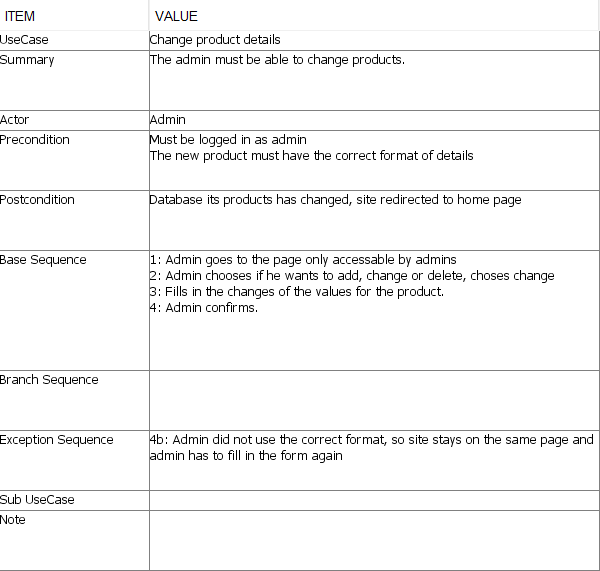 ITEM VALUE
UseCase Change product details
Summary The admin must be able to change products.
Actor Admin
Precondition Must be logged in as admin
The new product must have the correct format of details
Postcondition Database its products has changed, site redirected to home page
Base Sequence 1: Admin goes to the page only accessable by admins
2: Admin chooses if he wants to add, change or delete, choses change
3: Fills in the changes of the values for the product.
4: Admin confirms.
Branch Sequence
Exception Sequence 4b: Admin did not use the correct format, so site stays on the same page and
admin has to fill in the form again
Sub UseCase
Note